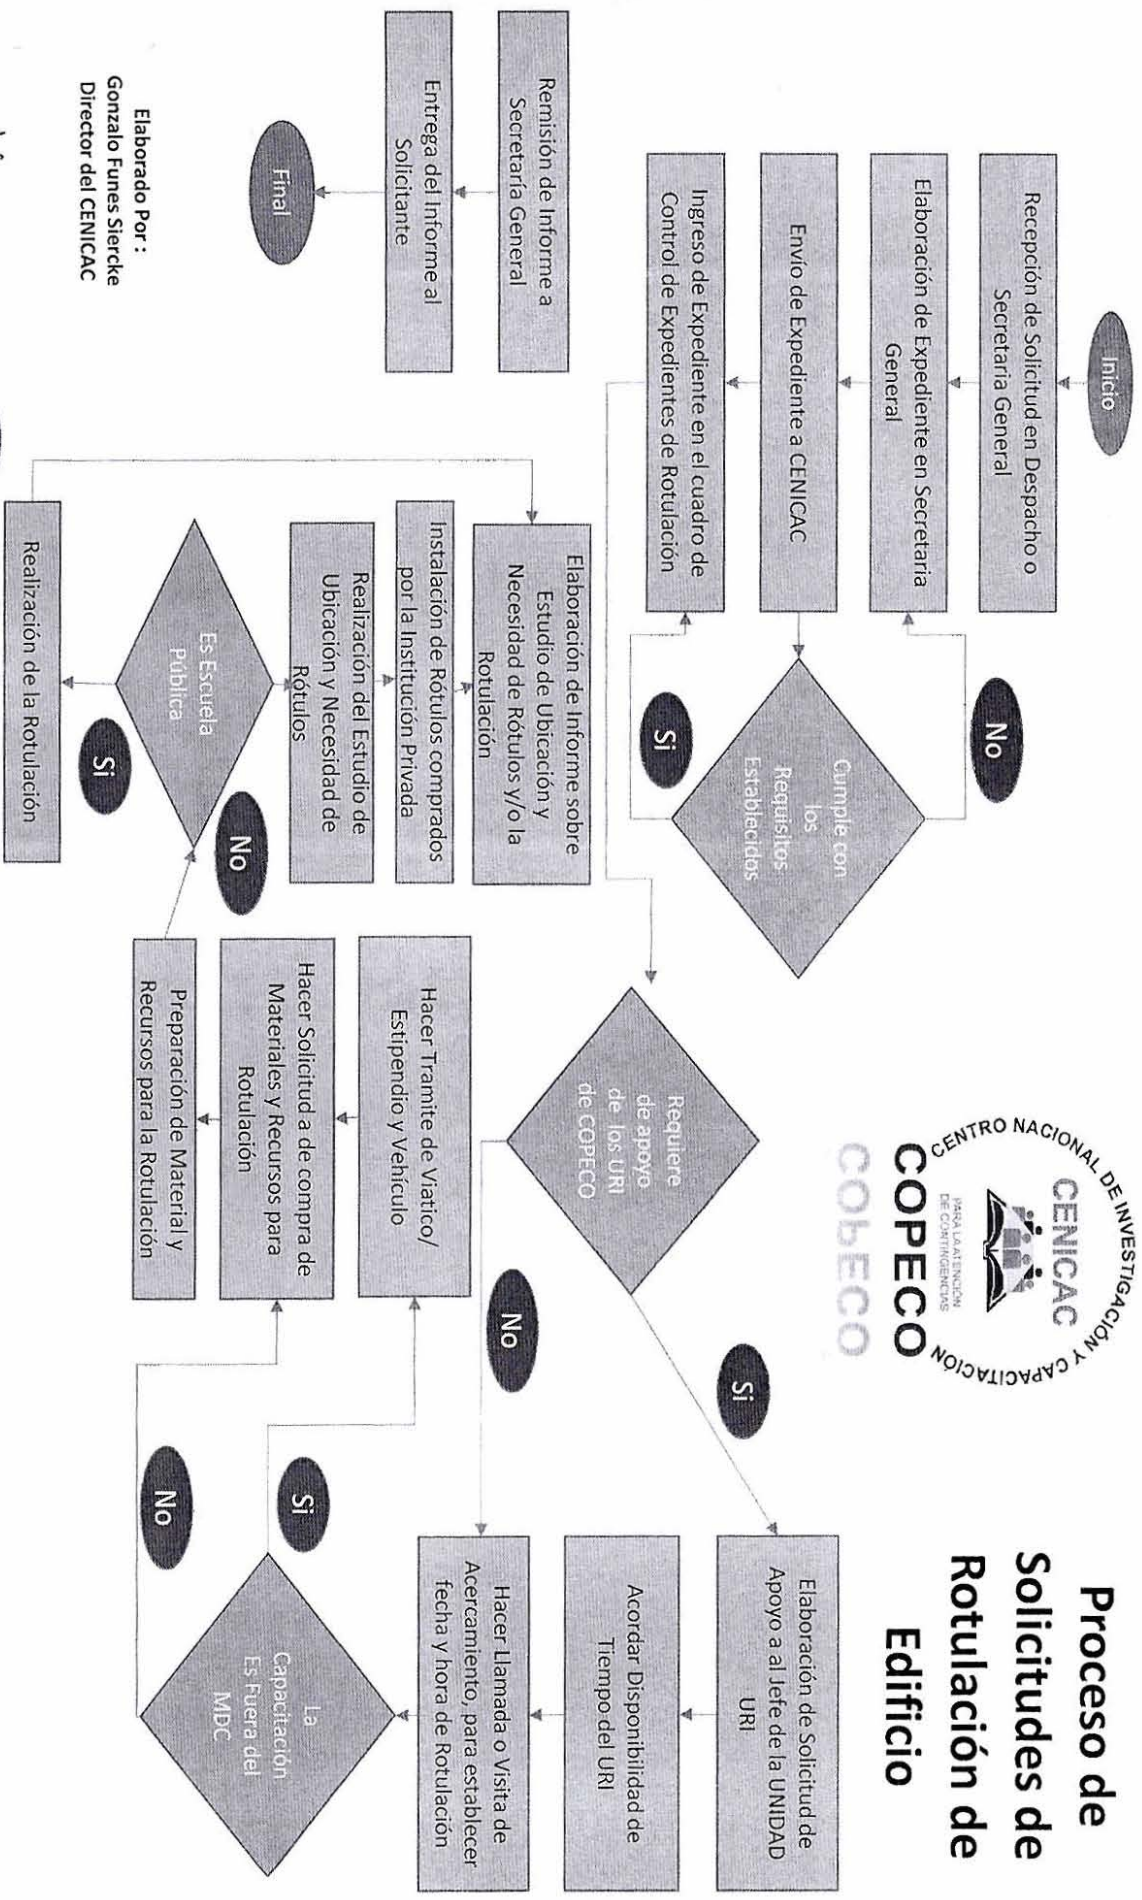 Proceso de
Solicitudes de
Rotulación de
Edificio
CENTRO NACIONAL DE INVESTIGACIÓN Y CAPACITACIÓN
CENICAC
PARA LA ATENCIÓN
DE CONTINGENCIAS
COPECO
COPECO
Inicio
Recepción de Solicitud en Despacho o
Secretaria General
Elaboración de Expediente en Secretaria
General
Envío de Expediente a CENICAC
Ingreso de Expediente en el cuadro de
Control de Expedientes de Rotulación
No
Cumple con
los
Requisitos
Establecidos
Si
Requiere
de apoyo
de los URI
de COPECO
Si
No
Elaboración de Solicitud de
Apoyo a al Jefe de la UNIDAD
URI
Acordar Disponibilidad de
Tiempo del URI
Hacer Llamada o Visita de
Acercamiento, para establecer
fecha y hora de Rotulación
La
Capacitación
Es Fuera del
MDC
Si
No
Hacer Tramite de Viatico/
Estipendio y Vehículo
Hacer Solicitud a de compra de
Materiales y Recursos para
Rotulación
Preparación de Material y
Recursos para la Rotulación
Es Escuela
Pública
No
Si
Elaboración de Informe sobre
Estudio de Ubicación y
Necesidad de Rótulos y/o la
Rotulación
Instalación de Rótulos comprados
por la Institución Privada
Realización del Estudio de
Ubicación y Necesidad de
Rótulos
Realización de la Rotulación
Remisión de Informe a
Secretaría General
Entrega del Informe al
Solicitante
Final
Elaborado Por :
Gonzalo Funes Siercke
Director del CENICAC